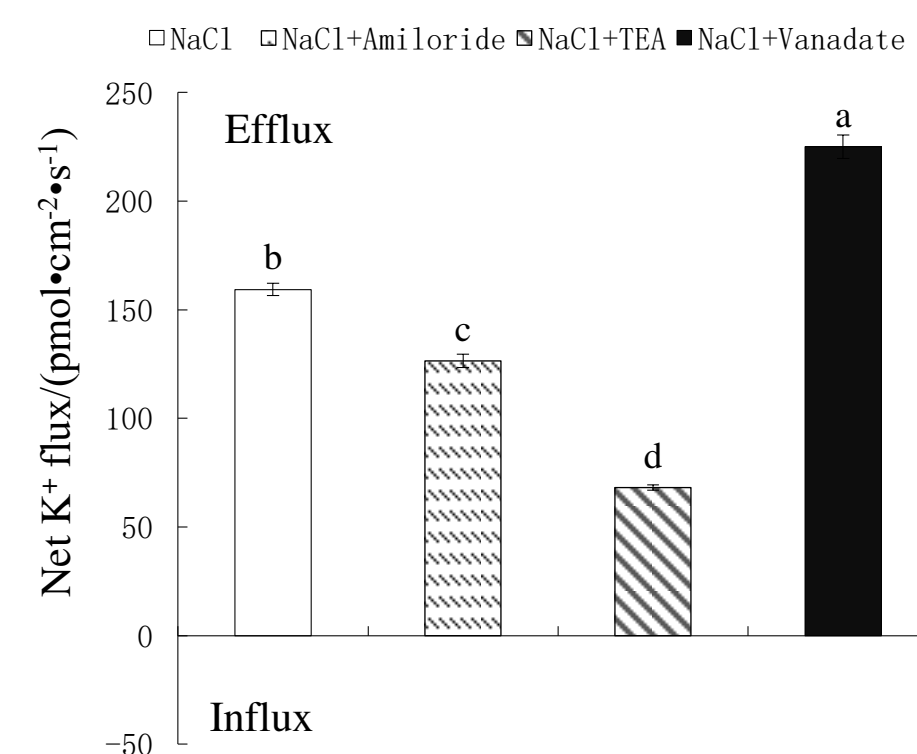 NaCl NaCl+Amiloride NaCl+TEA NaCl+Vanadate
250
200
150
100
50
0
−50
Net K⁺ flux/(pmol•cm⁻²•s⁻¹)
Efflux
a
b
c
d
Influx